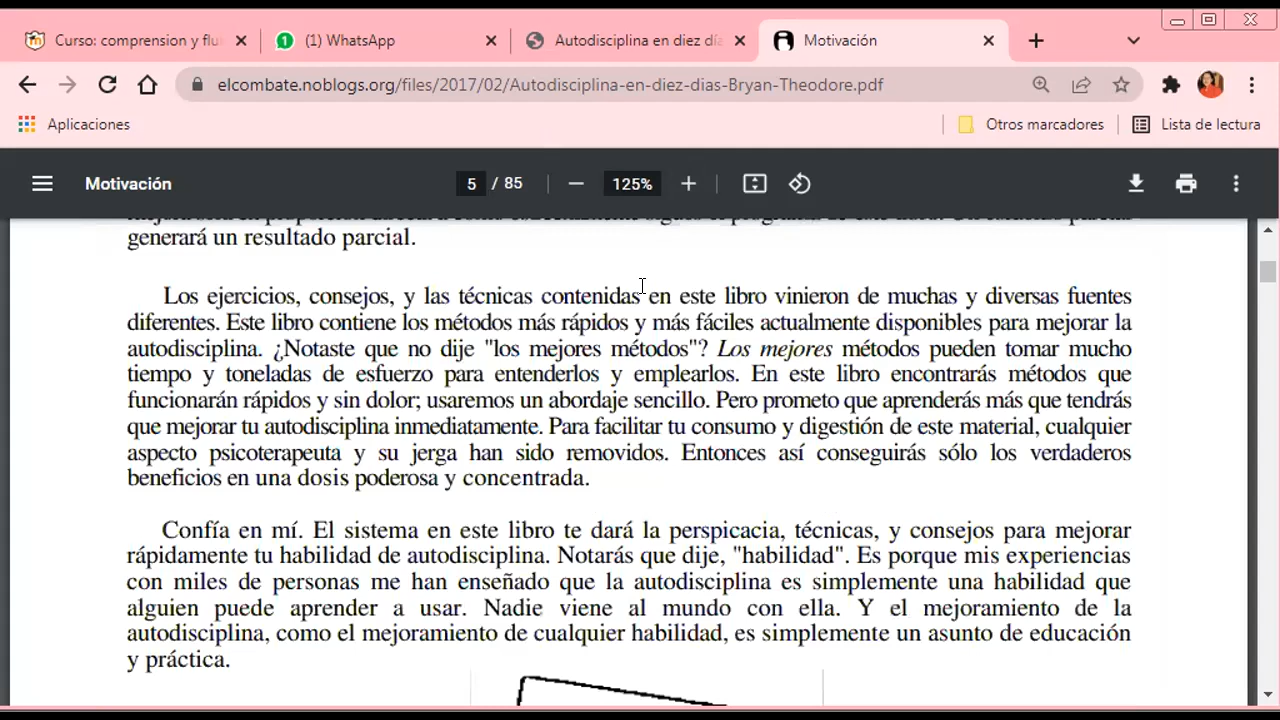 Curso: comprension y flu
(1) WhatsApp
Autodisciplina en diez día
Motivación
elcombate.noblogs.org/files/2017/02/Autodisciplina-en-diez-dias-Bryan-Theodore.pdf
Aplicaciones
Otros marcadores
Lista de lectura
Motivación
5 / 85
125%
generará un resultado parcial.
Los ejercicios, consejos, y las técnicas contenidas en este libro vinieron de muchas y diversas fuentes
diferentes. Este libro contiene los métodos más rápidos y más fáciles actualmente disponibles para mejorar la
autodisciplina. ¿Notaste que no dije "los mejores métodos"? Los mejores métodos pueden tomar mucho
tiempo y toneladas de esfuerzo para entenderlos y emplearlos. En este libro encontrarás métodos que
funcionarán rápidos y sin dolor; usaremos un abordaje sencillo. Pero prometo que aprenderás más que tendrás
que mejorar tu autodisciplina inmediatamente. Para facilitar tu consumo y digestión de este material, cualquier
aspecto psicoterapeuta y su jerga han sido removidos. Entonces así conseguirás sólo los verdaderos
beneficios en una dosis poderosa y concentrada.
Confía en mí. El sistema en este libro te dará la perspicacia, técnicas, y consejos para mejorar
rápidamente tu habilidad de autodisciplina. Notarás que dije, "habilidad". Es porque mis experiencias
con miles de personas me han enseñado que la autodisciplina es simplemente una habilidad que
alguien puede aprender a usar. Nadie viene al mundo con ella. Y el mejoramiento de la
autodisciplina, como el mejoramiento de cualquier habilidad, es simplemente un asunto de educación
y práctica.